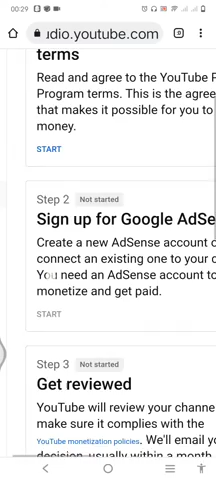 00:29
udio.youtube.com
terms
Read and agree to the YouTube P
Program terms. This is the agree
that makes it possible for you to
money.
START
Step 2 Not started
Sign up for Google AdSe
Create a new AdSense account o
connect an existing one to your c
You need an AdSense account to
monetize and get paid.
START
Step 3 Not started
Get reviewed
YouTube will review your channe
make sure it complies with the
YouTube monetization policies. We'll email yo
decision, usually within a month